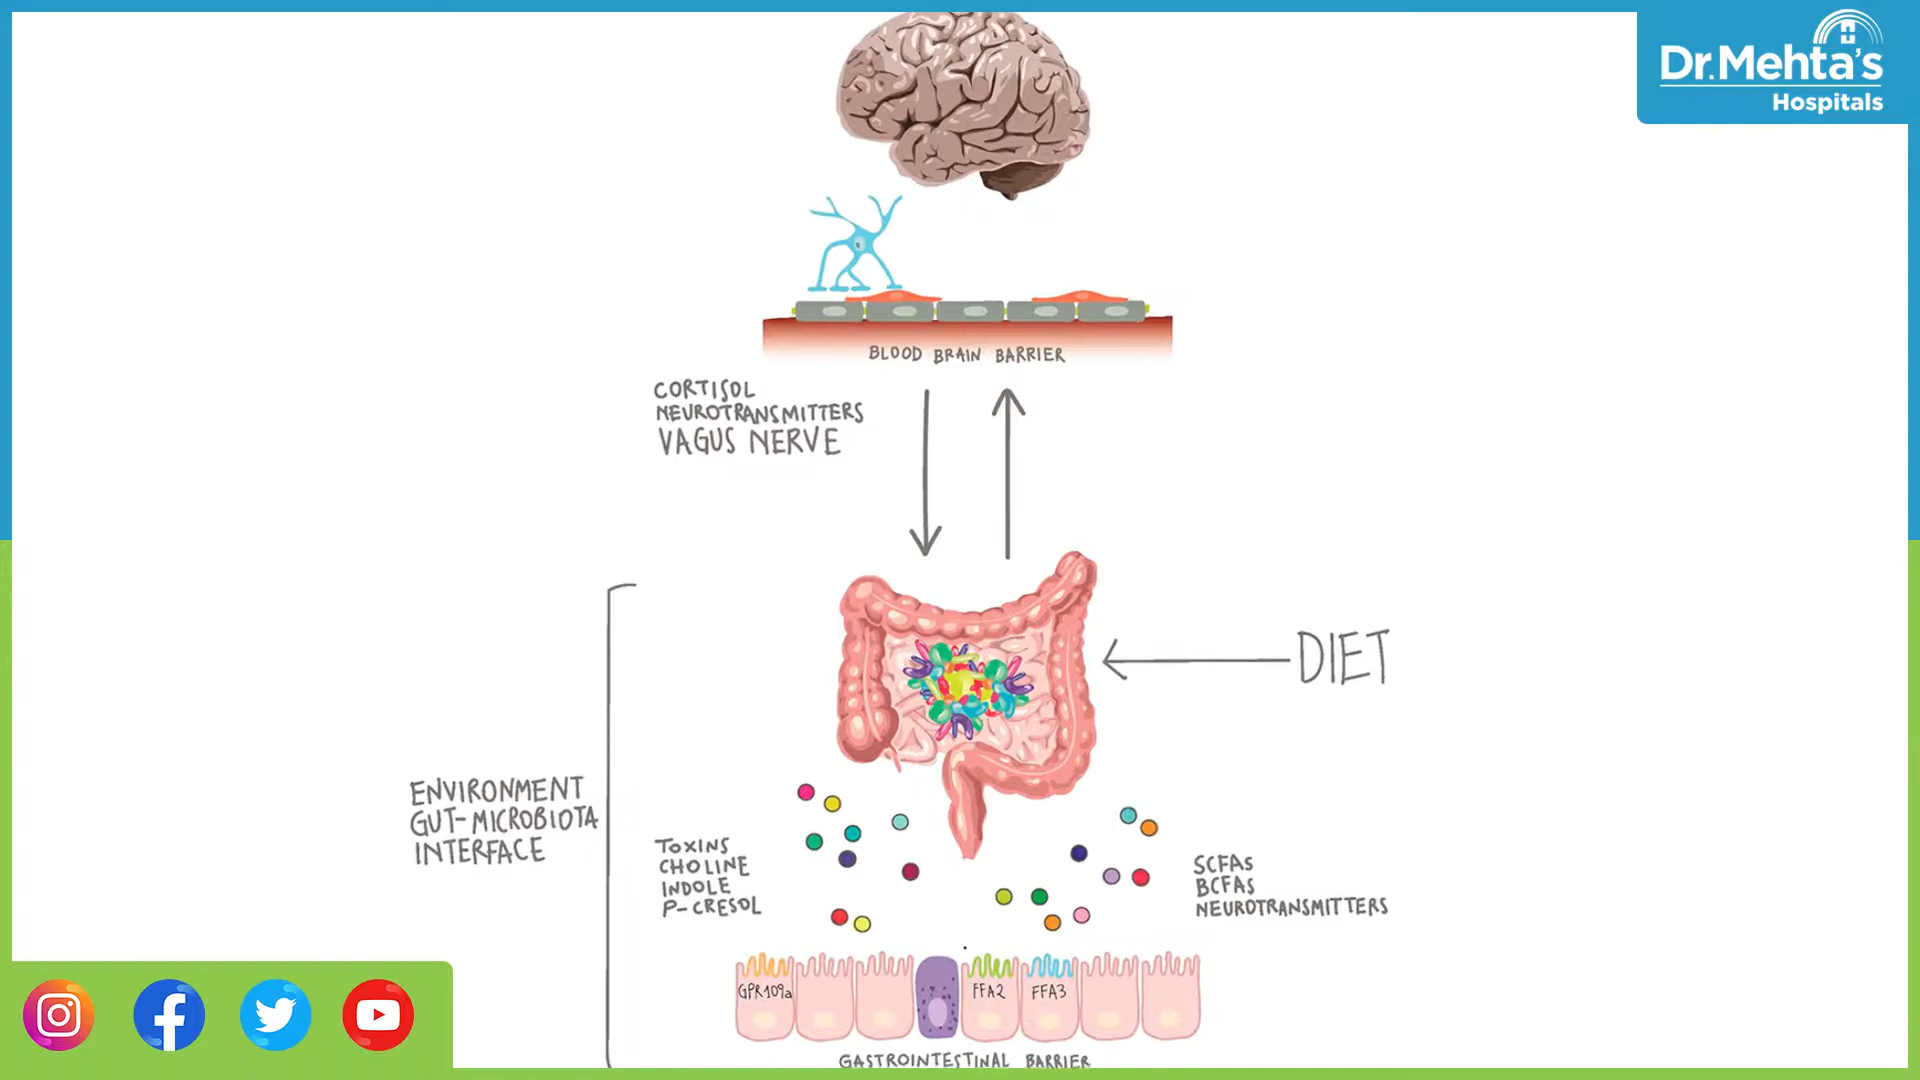 Dr.Mehta's
Hospitals
BLOOD BRAIN BARRIER
CORTISOL
NEUROTRANSMITTERS
VAGUS NERVE
DIET
ENVIRONMENT
GUT-MICROBIOTA
INTERFACE
TOXINS
CHOLINE
INDOLE
P-CRESOL
SCFAS
BCFAS
NEUROTRANSMITTERS
GPR109a
FFA2
FFA3
GASTROINTESTINAL BARRIER